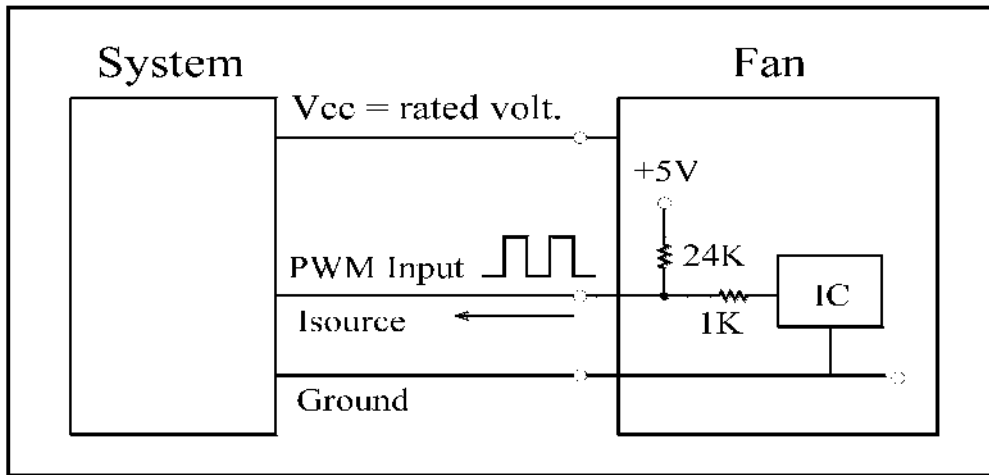 System
Fan
Vcc = rated volt.
+5V
24K
PWM Input
IC
1K
Isource
Ground